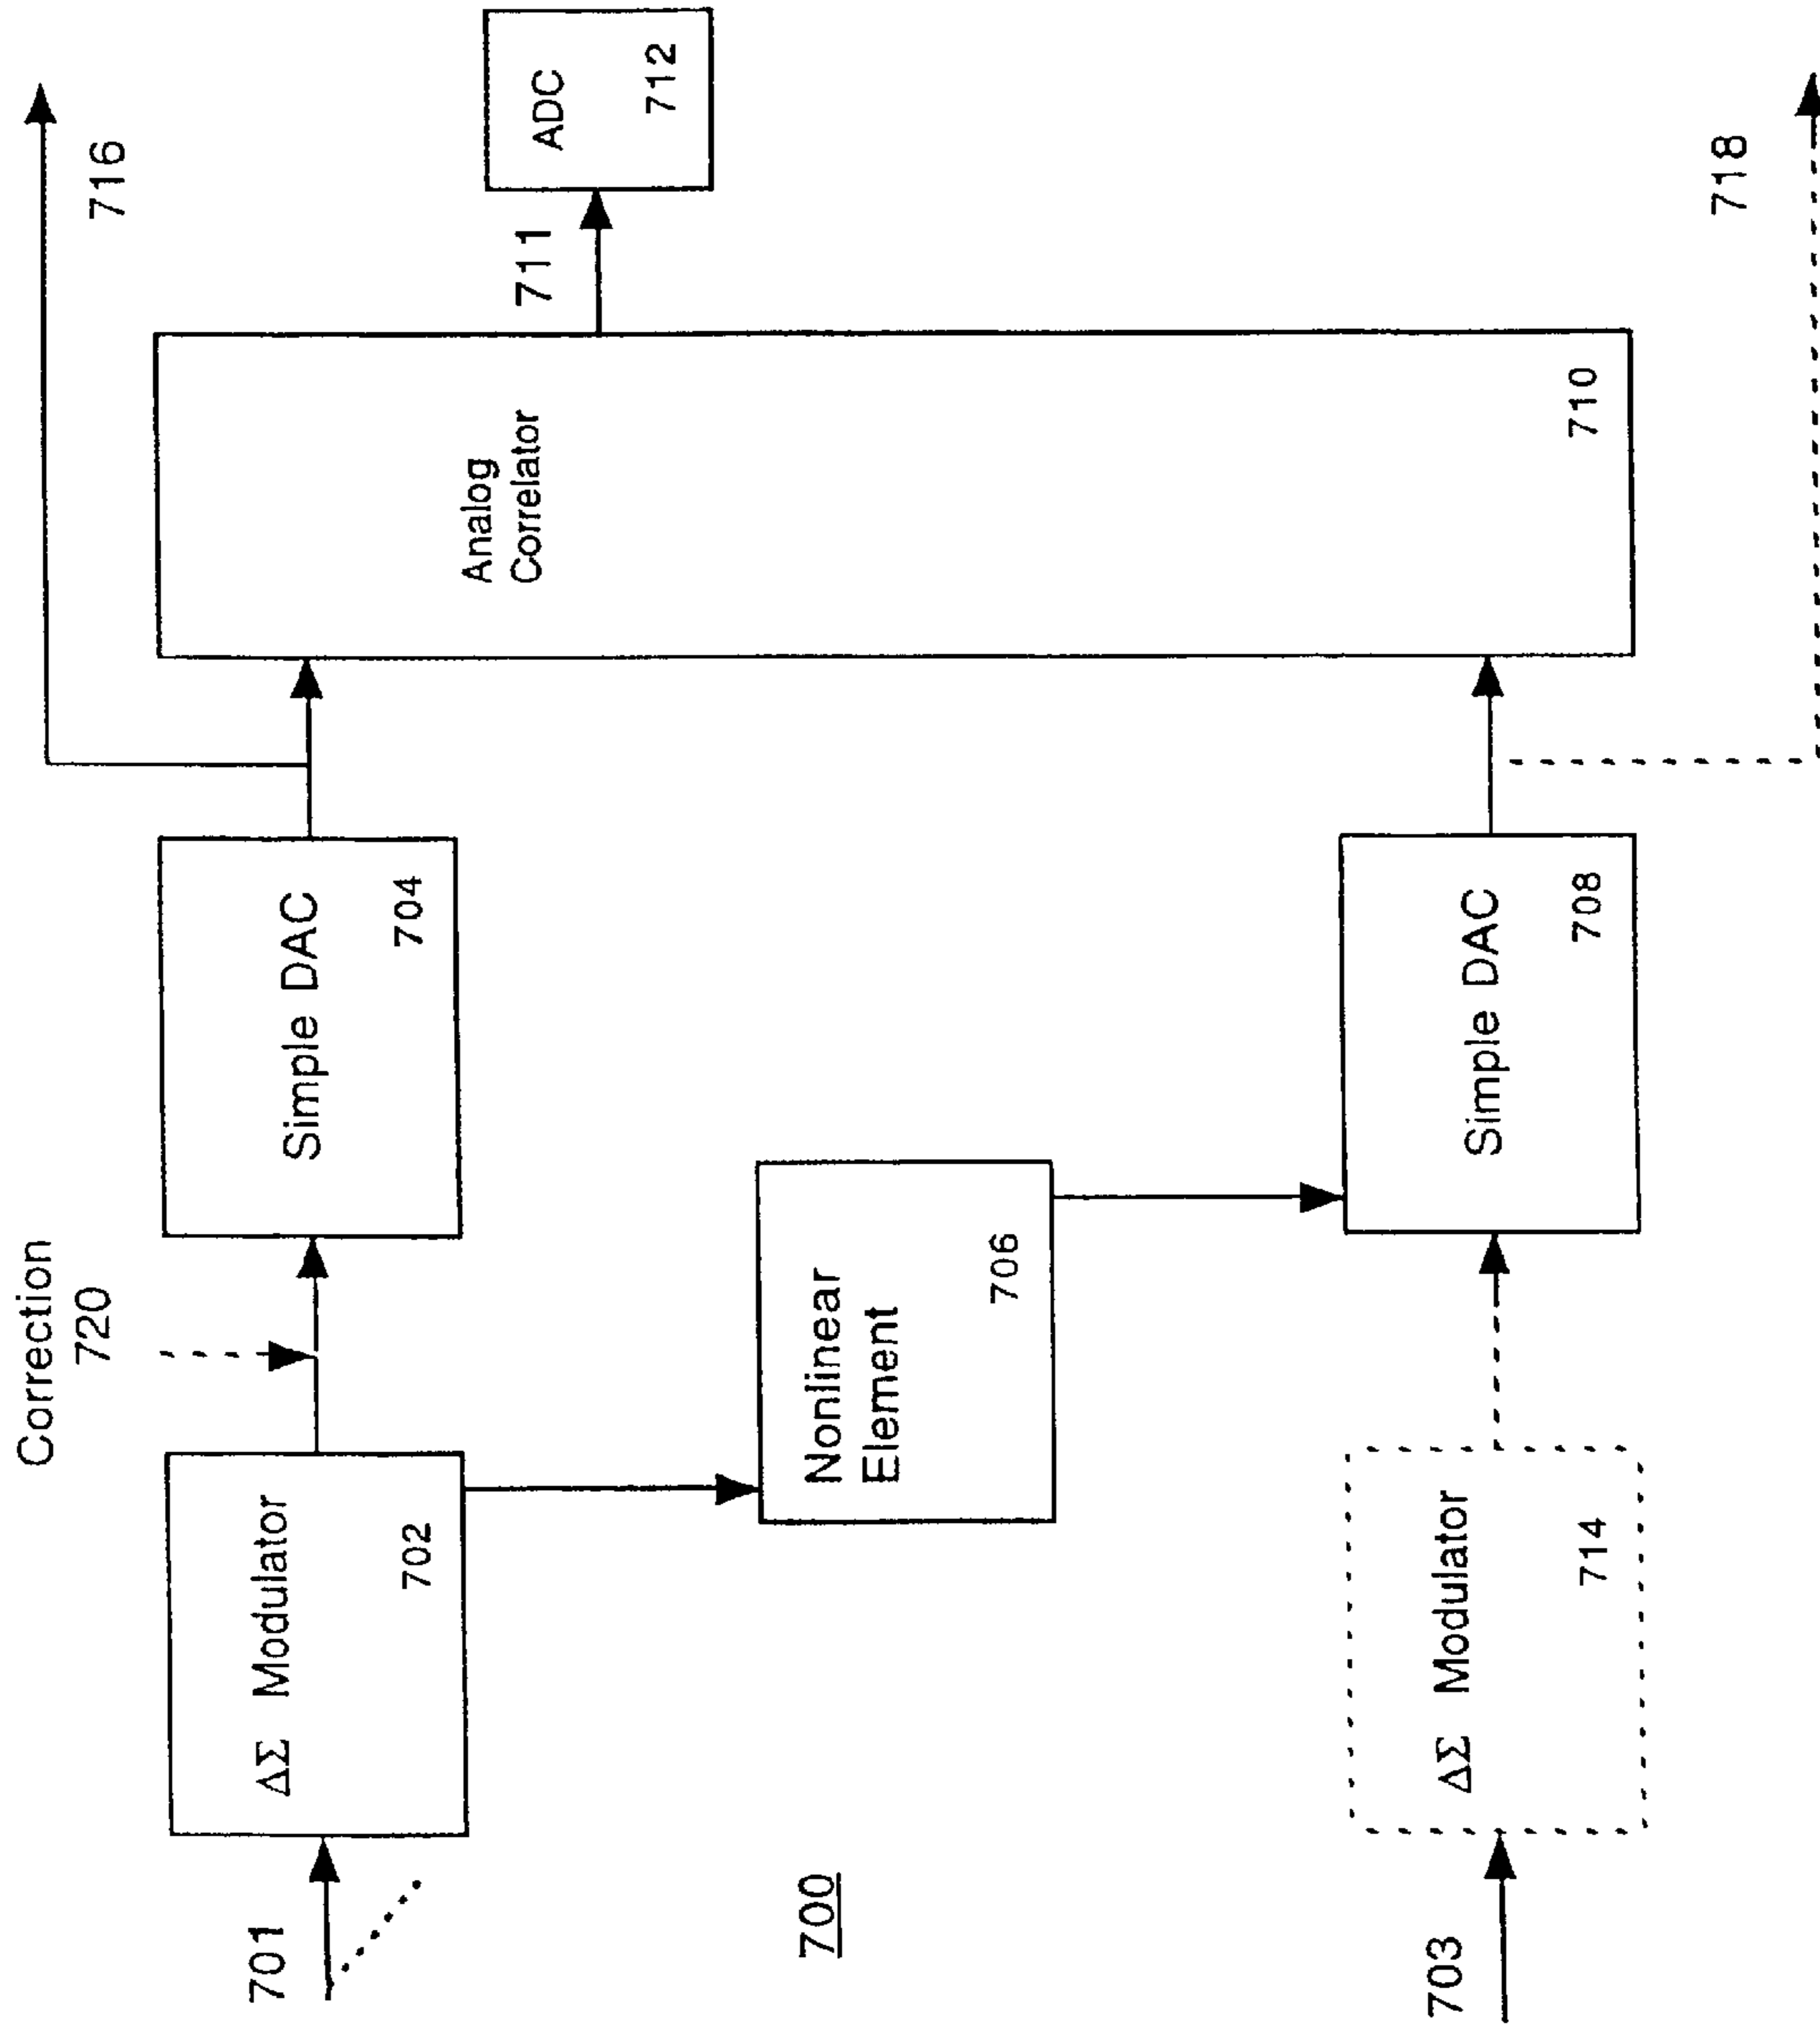 Correction
720
716
701
ΔΣ Modulator
702
Simple DAC
704
Analog
Correlator
710
711
ADC
712
Nonlinear
Element
706
700
703
ΔΣ Modulator
714
Simple DAC
708
718